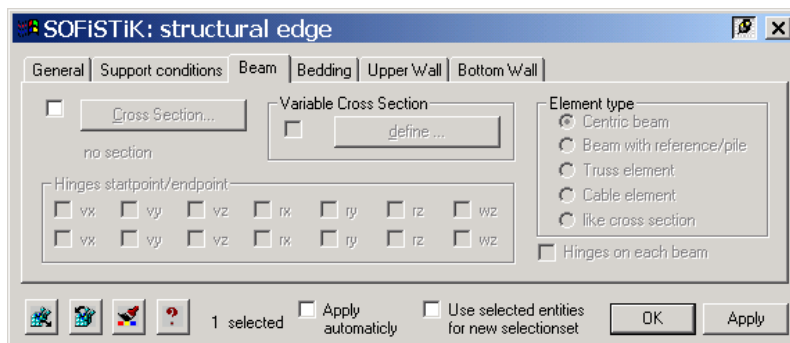 SOFiSTiK: structural edge
General Support conditions Beam Bedding Upper Wall Bottom Wall
Cross Section...
no section
Variable Cross Section
define ...
Element type
Centric beam
Beam with reference/pile
Truss element
Cable element
like cross section
Hinges startpoint/endpoint
vx vy vz rx ry rz wz
vx vy vz rx ry rz wz
Hinges on each beam
? 1 selected
Apply
automaticly
Use selected entities
for new selectionset
OK
Apply